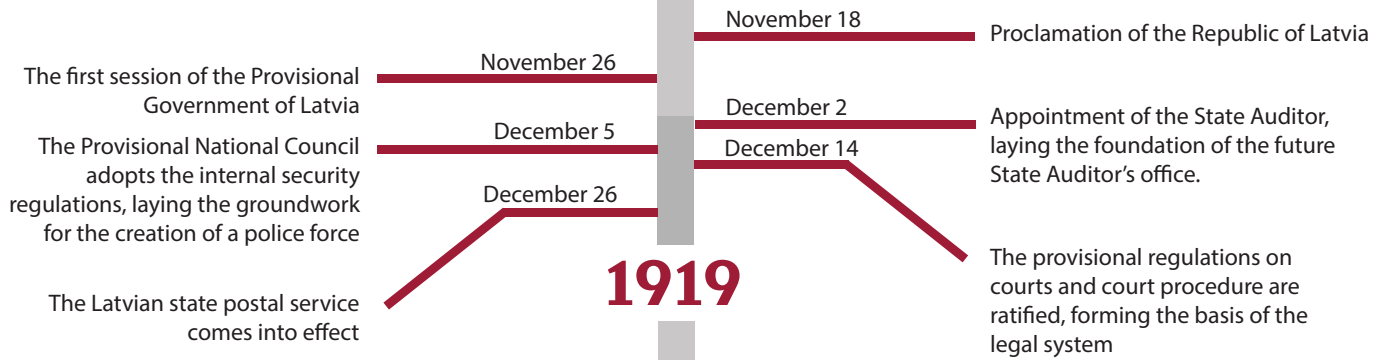 November 18
Proclamation of the Republic of Latvia
November 26
The first session of the Provisional
Government of Latvia
December 2
Appointment of the State Auditor,
laying the foundation of the future
State Auditor’s office.
December 5
The Provisional National Council
adopts the internal security
regulations, laying the groundwork
for the creation of a police force
December 14
The provisional regulations on
courts and court procedure are
ratified, forming the basis of the
legal system
December 26
The Latvian state postal service
comes into effect
1919